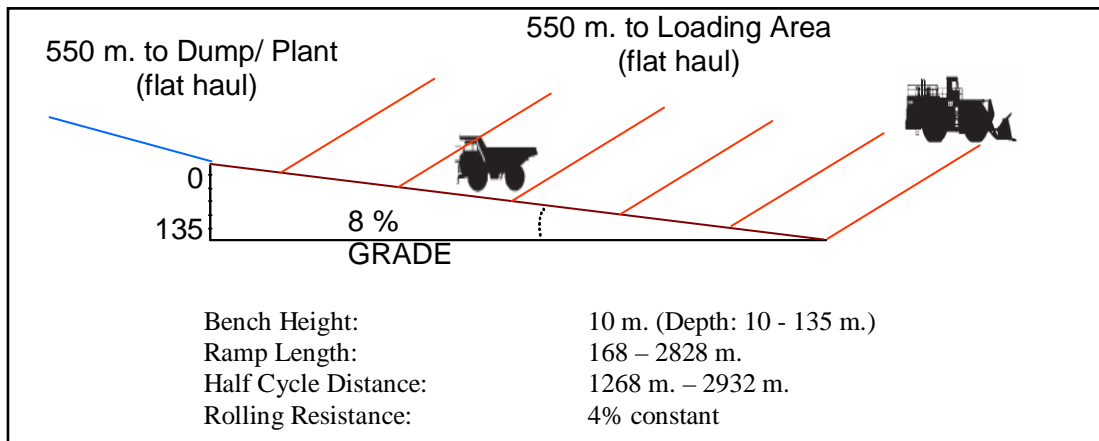 550 m. to Dump/ Plant
(flat haul)
550 m. to Loading Area
(flat haul)
0
135
8 %
GRADE
Bench Height: 10 m. (Depth: 10 - 135 m.)
Ramp Length: 168 – 2828 m.
Half Cycle Distance: 1268 m. – 2932 m.
Rolling Resistance: 4% constant